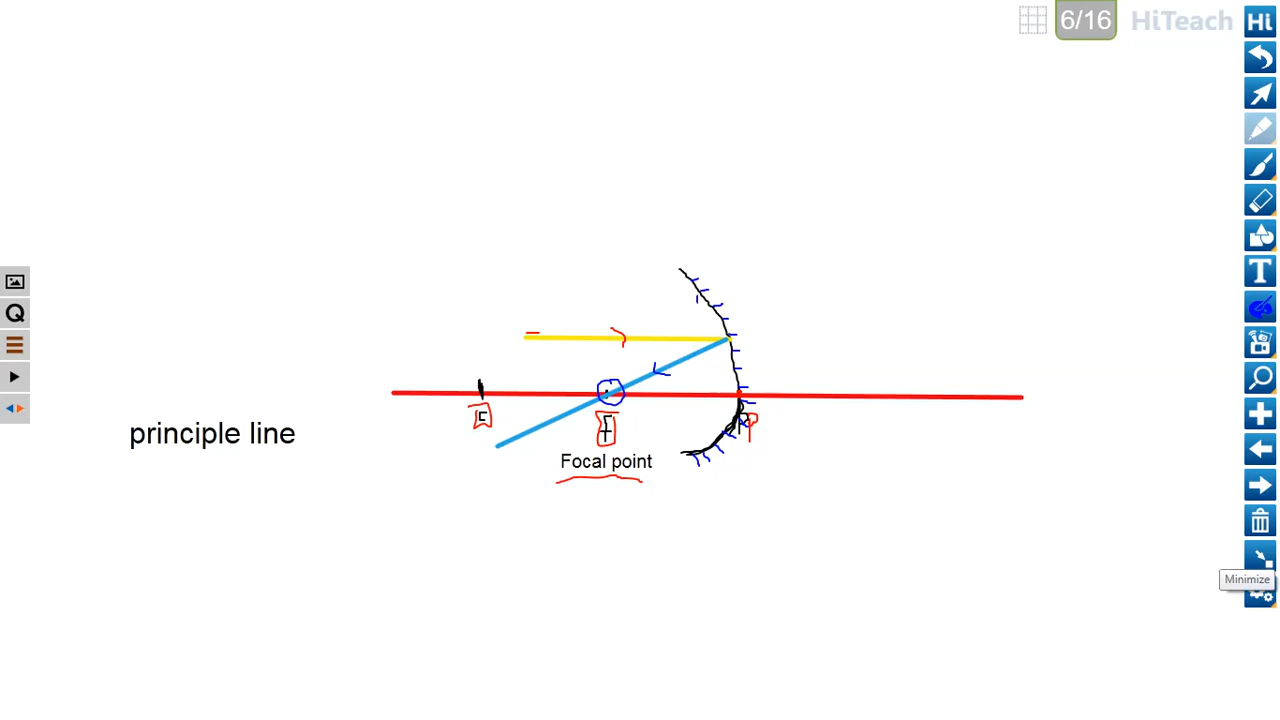 6/16
HiTeach
Hi
T
Q
principle line
F
P
Focal point
Minimize